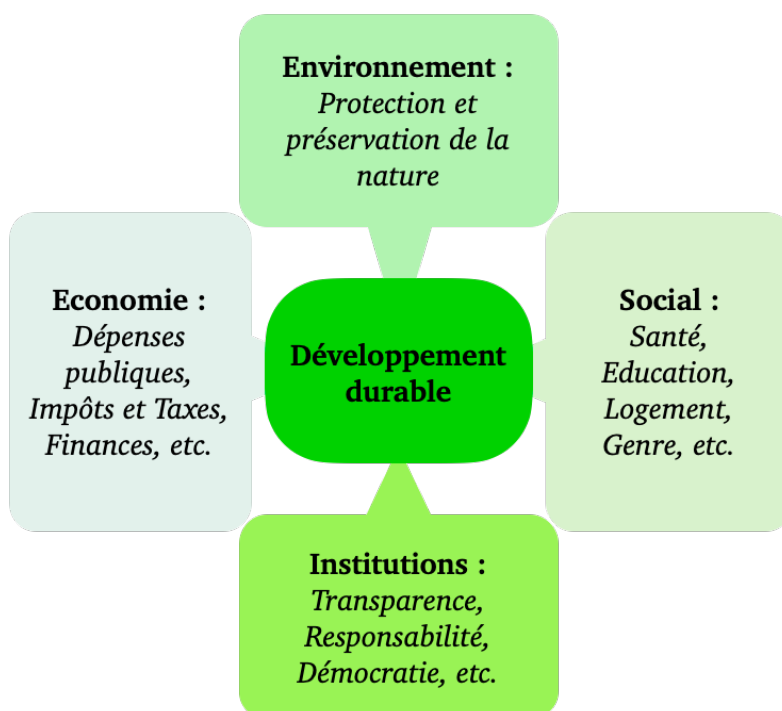 Environnement :
Protection et
préservation de la
nature
Economie :
Dépenses
publiques,
Impôts et Taxes,
Finances, etc.
Développement
durable
Social :
Santé,
Education,
Logement,
Genre, etc.
Institutions :
Transparence,
Responsabilité,
Démocratie, etc.